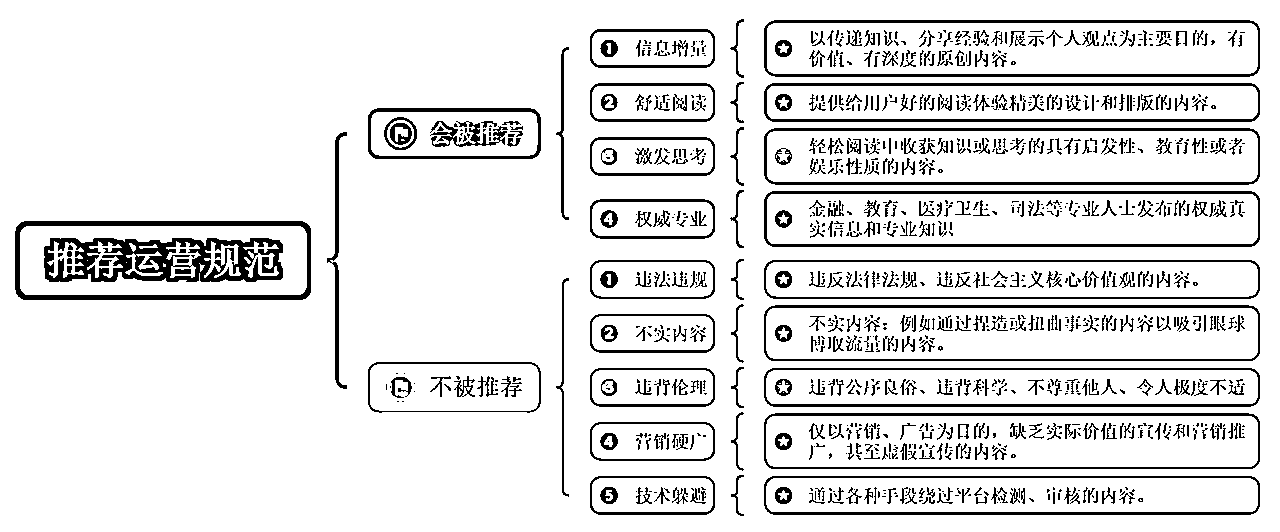 推荐运营规范
会被推荐
❶ 信息增量
以传递知识、分享经验和展示个人观点为主要目的，有
价值、有深度的原创内容。
❷ 舒适阅读
提供给用户好的阅读体验精美的设计和排版的内容。
❸ 激发思考
轻松阅读中收获知识或思考的具有启发性、教育性或者
娱乐性质的内容。
❹ 权威专业
金融、教育、医疗卫生、司法等专业人士发布的权威真
实信息和专业知识
不被推荐
❶ 违法违规
违反法律法规、违反社会主义核心价值观的内容。
❷ 不实内容
不实内容：例如通过捏造或扭曲事实的内容以吸引眼球
博取流量的内容。
❸ 违背伦理
违背公序良俗、违背科学、不尊重他人、令人极度不适
❹ 营销硬广
仅以营销、广告为目的，缺乏实际价值的宣传和营销推
广，甚至虚假宣传的内容。
❺ 技术躲避
通过各种手段绕过平台检测、审核的内容。